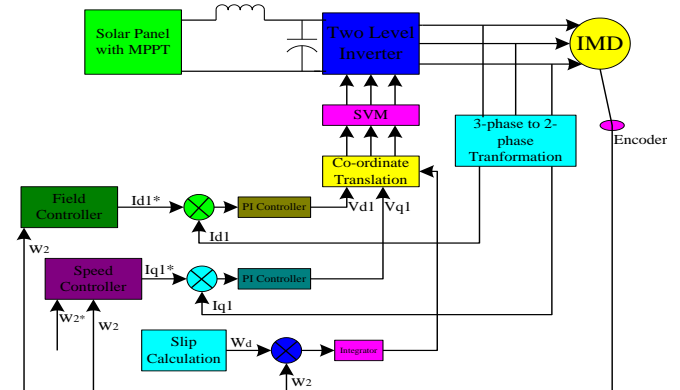 Solar Panel
with MPPT
Two Level
Inverter
IMD
SVM
3-phase to 2-
phase
Tranformation
Encoder
Co-ordinate
Translation
Field
Controller
Id1*
PI Controller
Vd1
Vq1
Id1
W2
Speed
Controller
Iq1*
PI Controller
Iq1
W2*
W2
Slip
Calculation
Wd
Integrator
W2